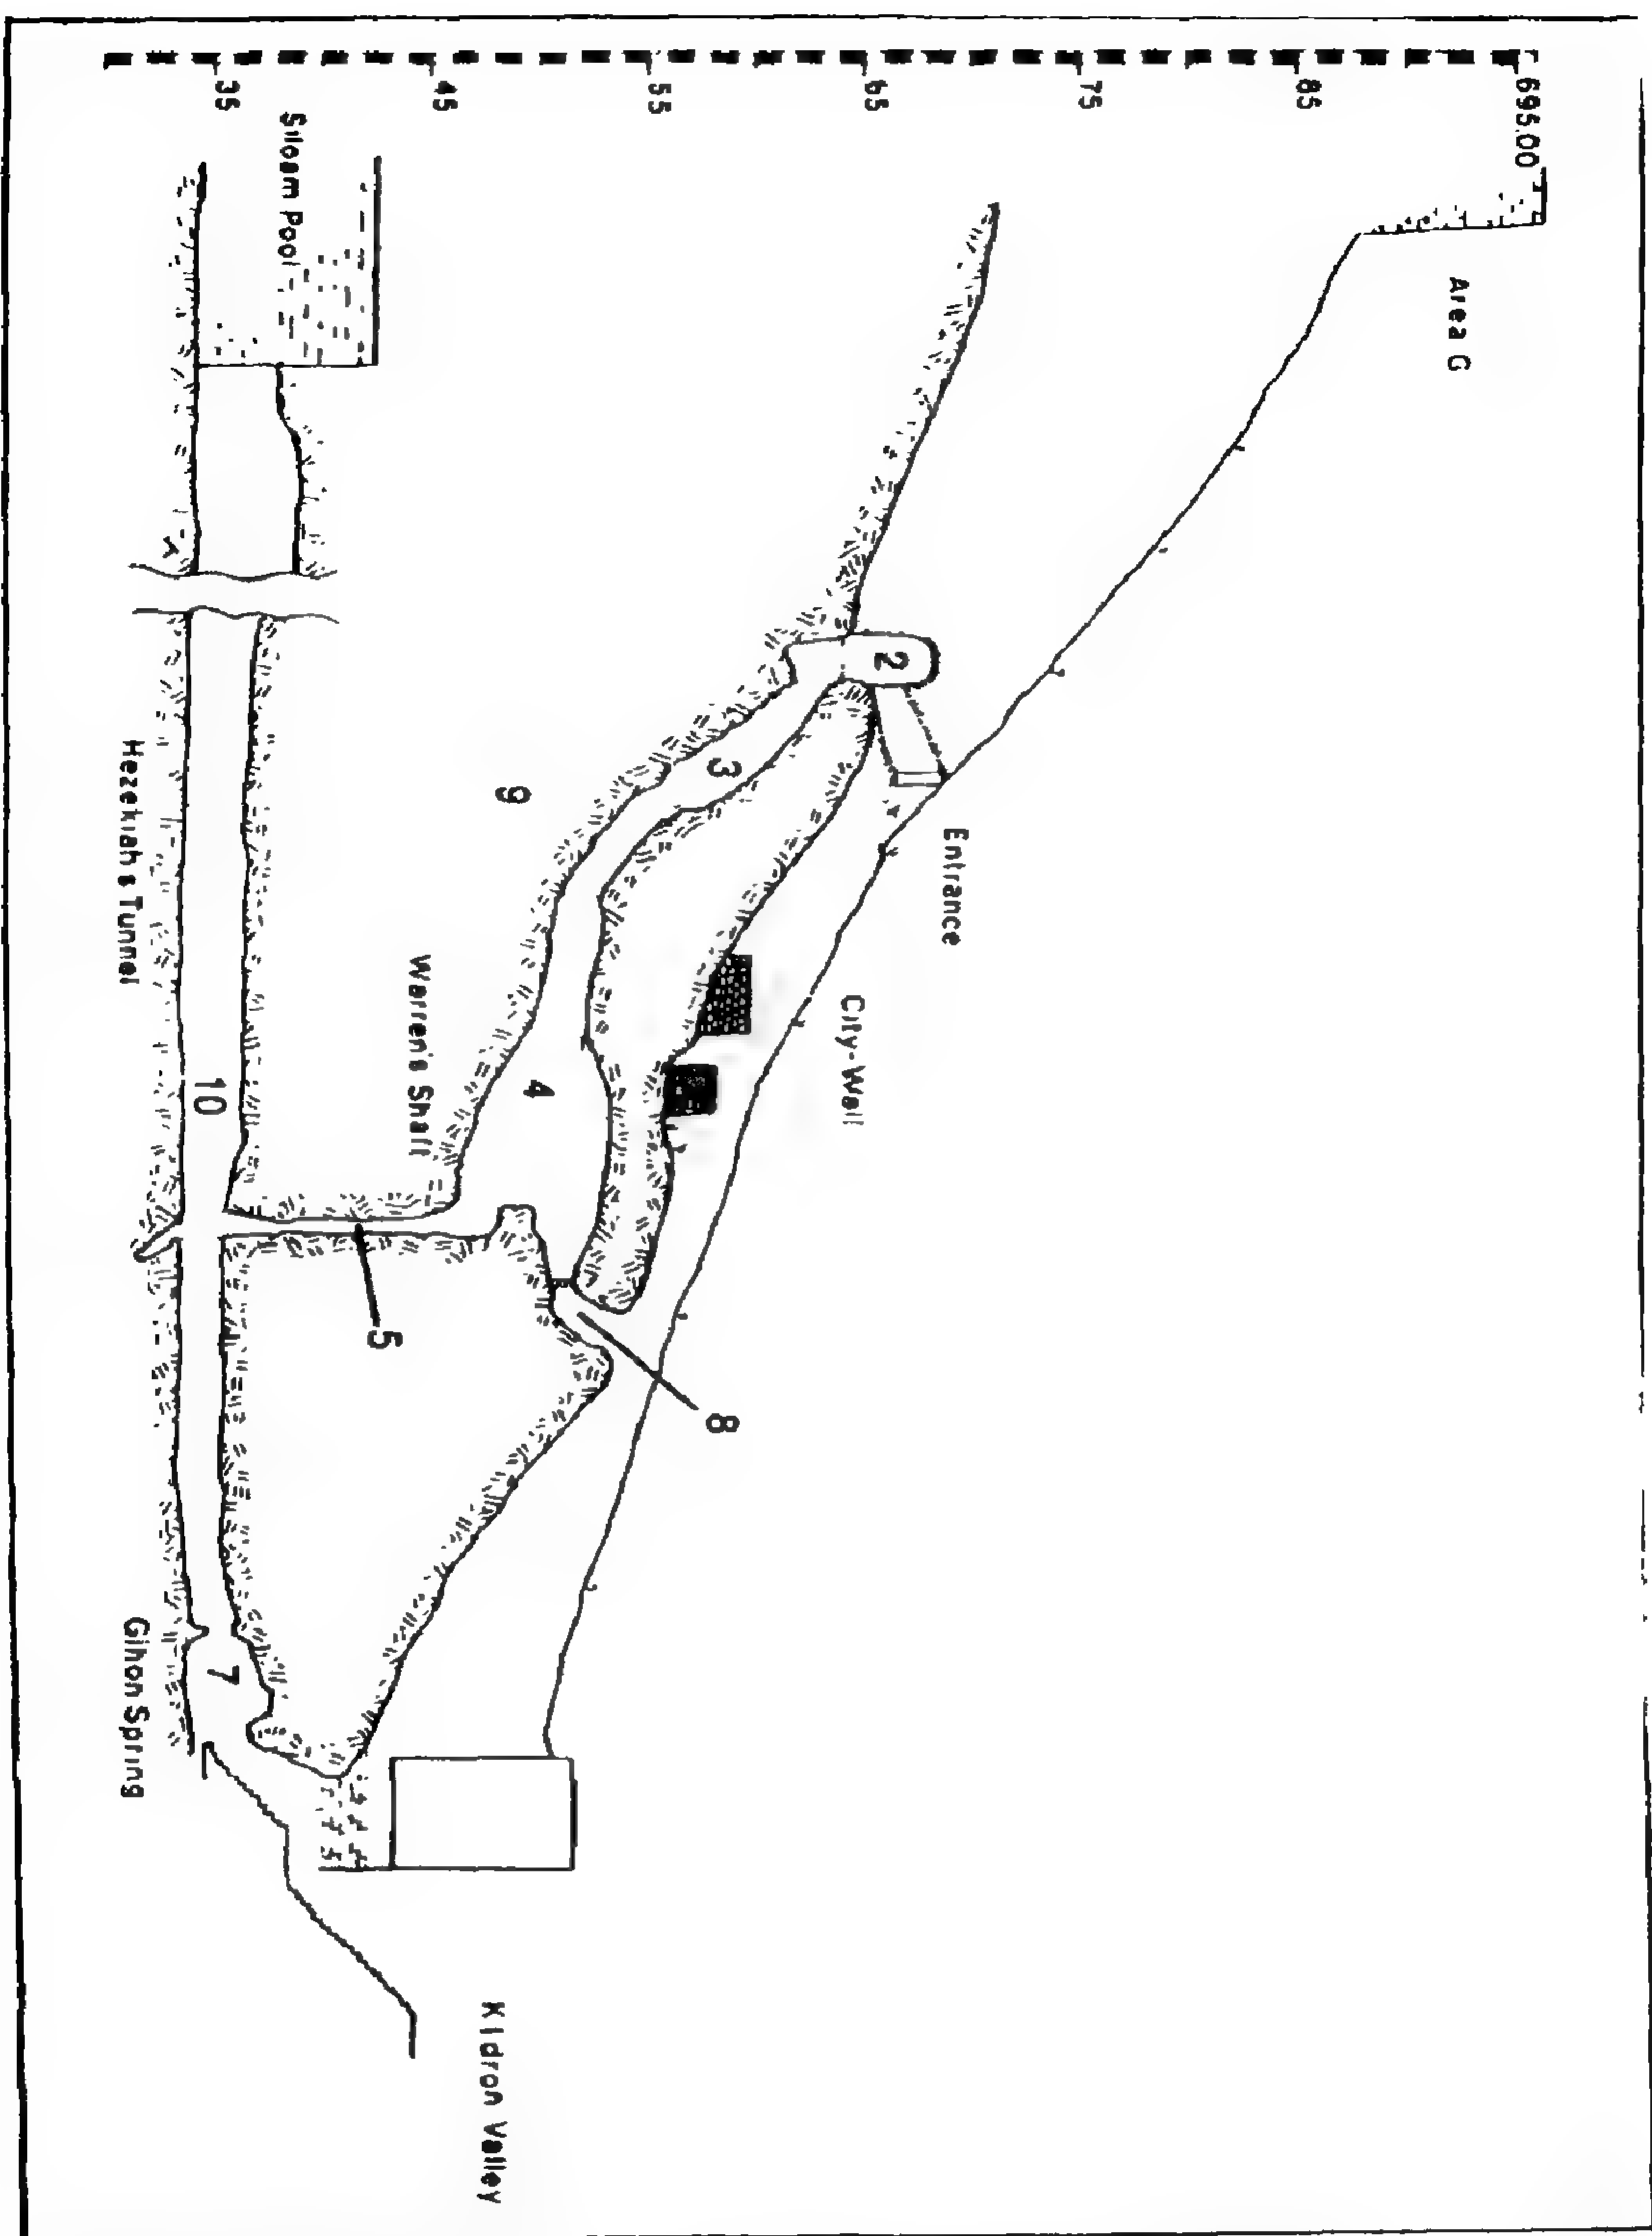 695.00
Area G
85
75
Entrance
2
65
City-Wall
3
8
55
4
9
Kidron Valley
45
Warren's Shaft
5
Siloam Pool
35
10
7
Hezekiah's Tunnel
Gihon Spring